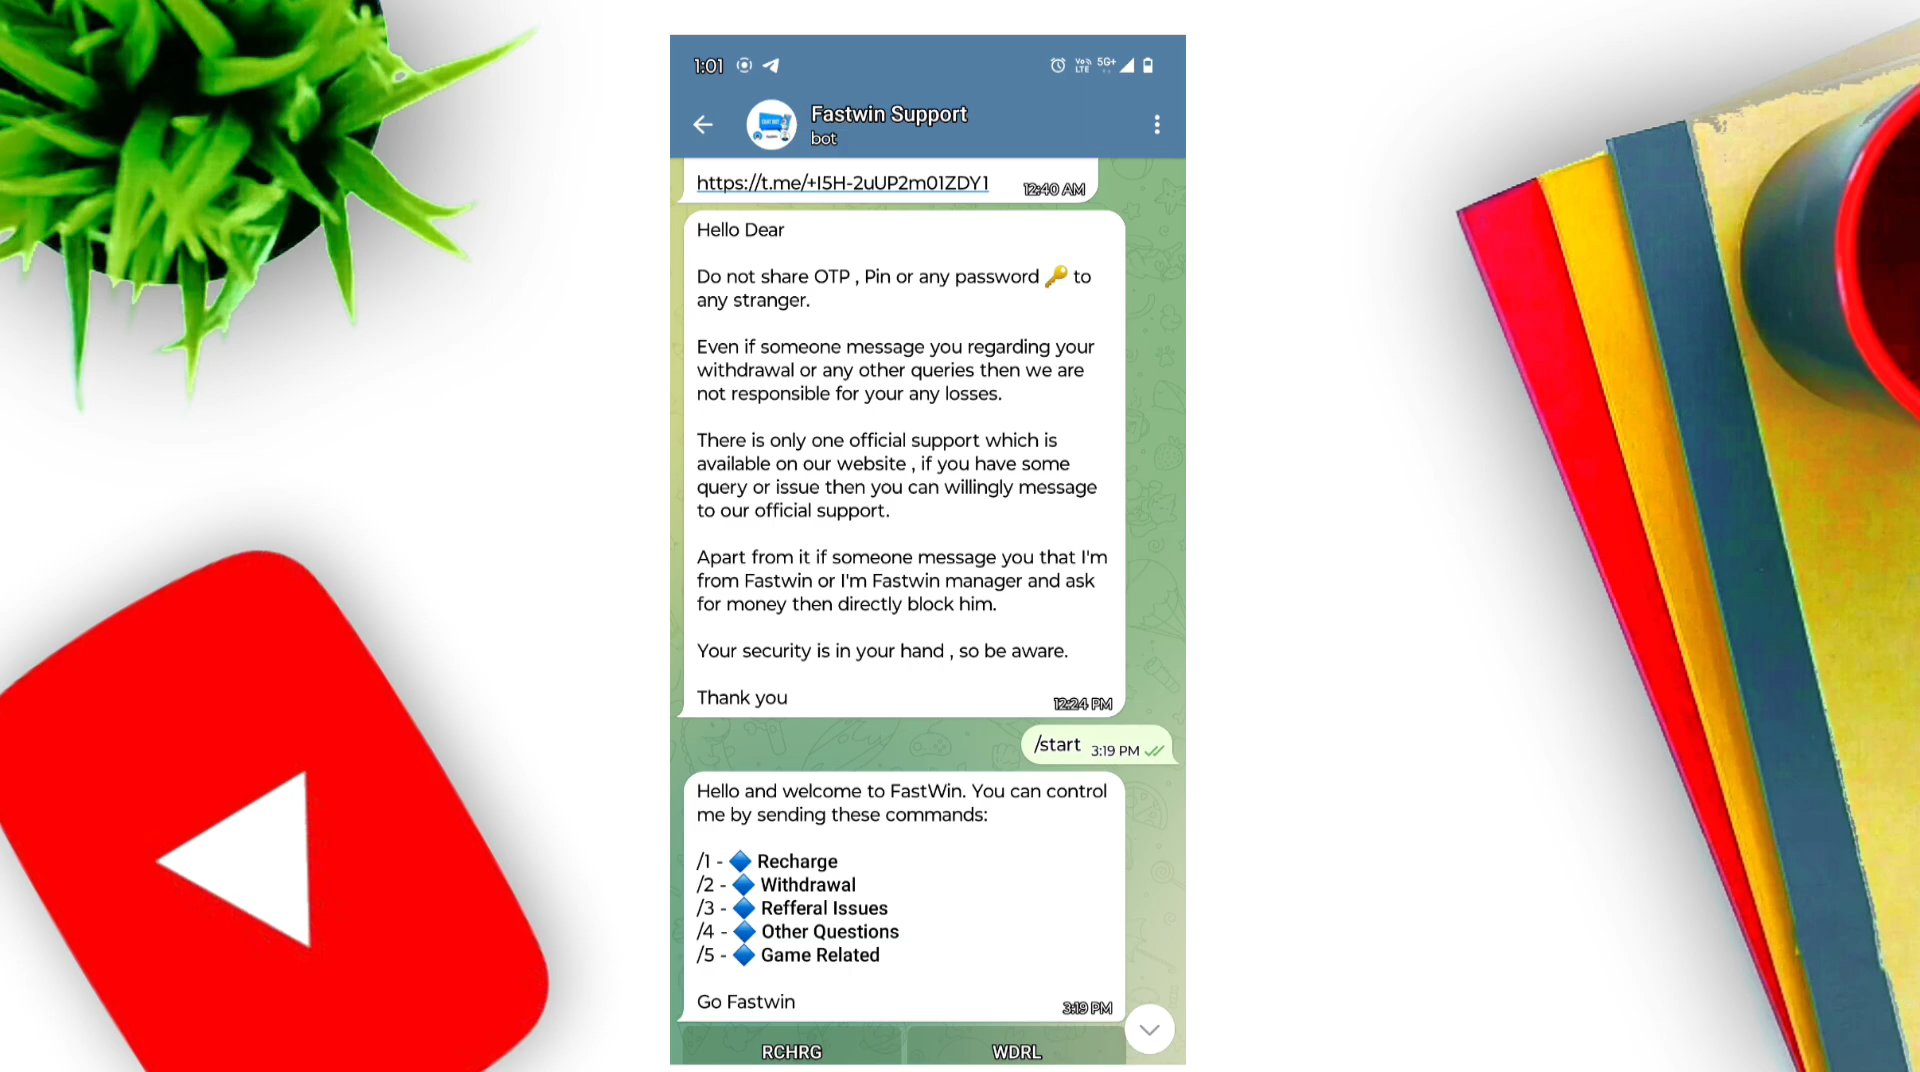 1:01
Vo)) LTE 5G+
Fastwin Support
bot
https://t.me/+I5H-2uUP2m01ZDY1 12:40 AM
Hello Dear
Do not share OTP , Pin or any password 🔑 to
any stranger.
Even if someone message you regarding your
withdrawal or any other queries then we are
not responsible for your any losses.
There is only one official support which is
available on our website , if you have some
query or issue then you can willingly message
to our official support.
Apart from it if someone message you that I'm
from Fastwin or I'm Fastwin manager and ask
for money then directly block him.
Your security is in your hand , so be aware.
Thank you 12:24 PM
/start 3:19 PM
Hello and welcome to FastWin. You can control
me by sending these commands:
/1 - 🔷 Recharge
/2 - 🔷 Withdrawal
/3 - 🔷 Refferal Issues
/4 - 🔷 Other Questions
/5 - 🔷 Game Related
Go Fastwin 3:19 PM
RCHRG WDRL